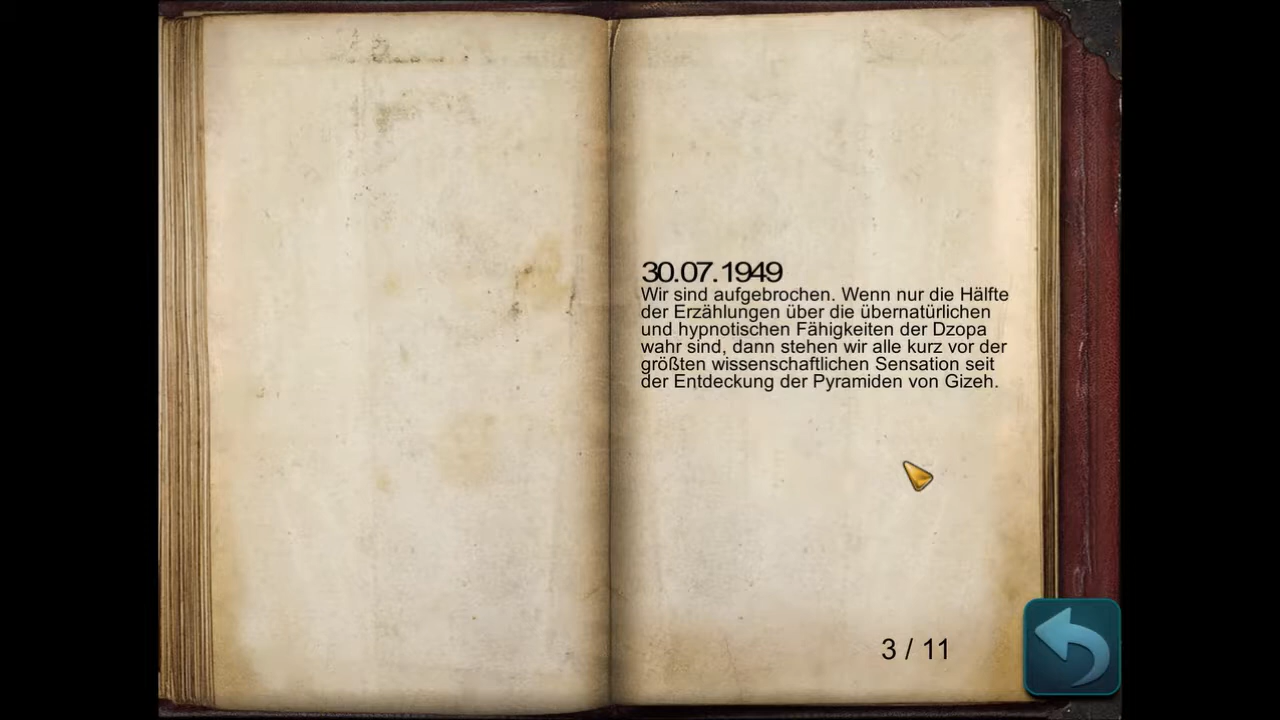 30.07.1949
Wir sind aufgebrochen. Wenn nur die Hälfte
der Erzählungen über die übernatürlichen
und hypnotischen Fähigkeiten der Dzopa
wahr sind, dann stehen wir alle kurz vor der
größten wissenschaftlichen Sensation seit
der Entdeckung der Pyramiden von Gizeh.
3 / 11